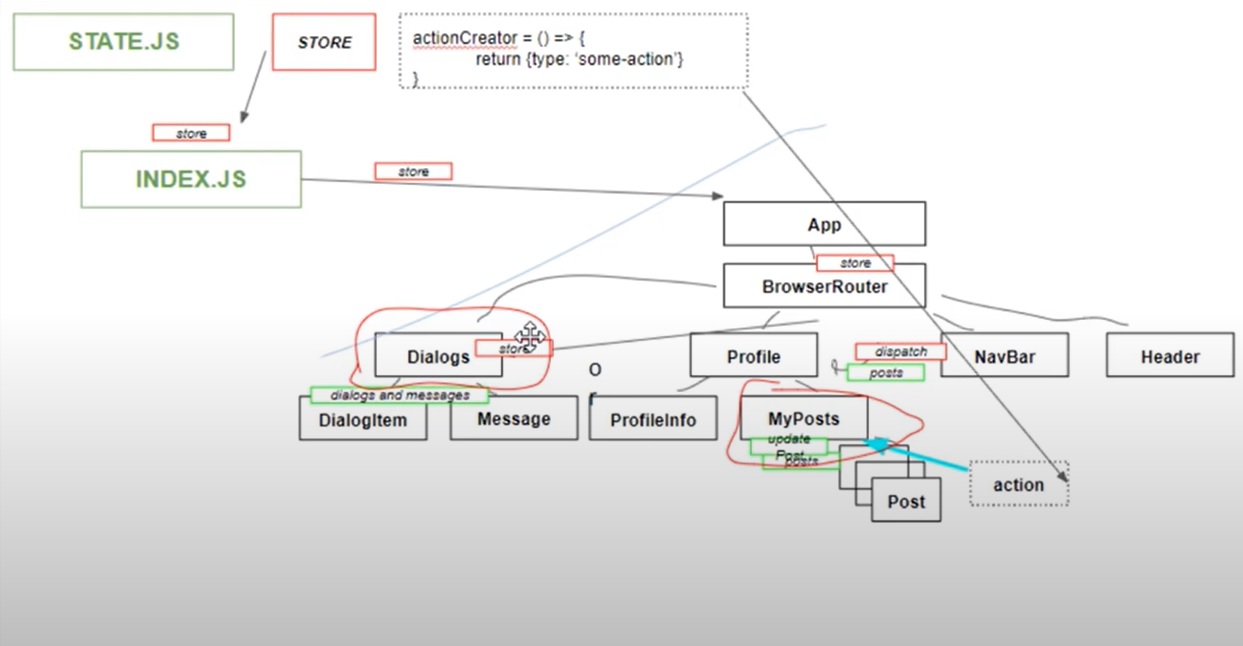 STATE.JS
STORE
actionCreator = () => {
return {type: ‘some-action’}
}
store
INDEX.JS
store
App
store
BrowserRouter
Dialogs
store
Profile
dispatch
posts
NavBar
Header
O
r
dialogs and messages
DialogItem
Message
ProfileInfo
MyPosts
update
Post
posts
action
Post